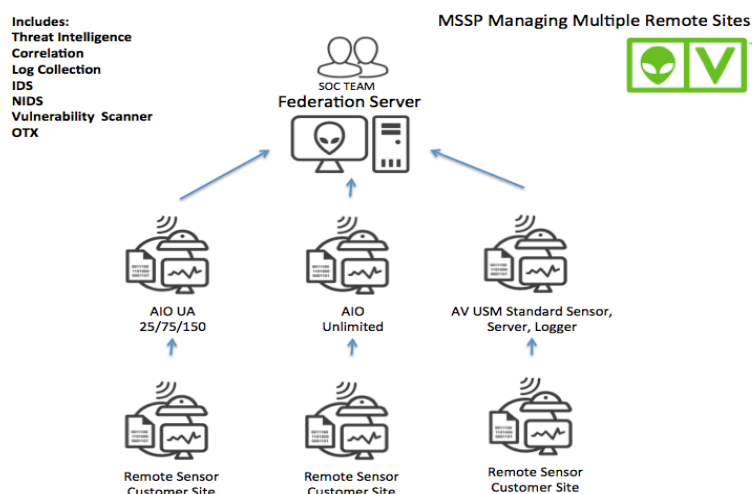 Includes:
Threat Intelligence
Correlation
Log Collection
IDS
NIDS
Vulnerability Scanner
OTX
MSSP Managing Multiple Remote Sites
V
SOC TEAM
Federation Server
AIO UA
25/75/150
AIO
Unlimited
AV USM Standard Sensor,
Server, Logger
Remote Sensor
Customer Site
Remote Sensor
Customer Site
Remote Sensor
Customer Site